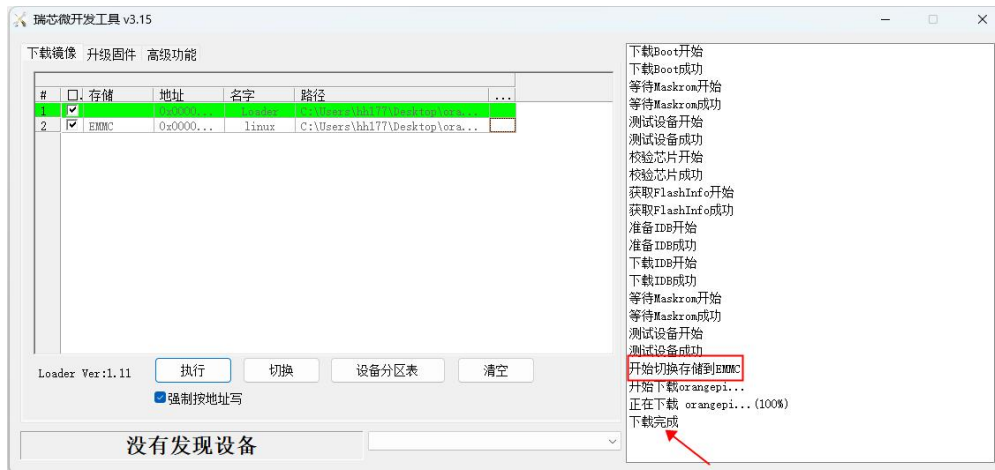 瑞芯微开发工具 v3.15
下载镜像 升级固件 高级功能
# 存储 地址 名字 路径 ...
1 0x0000... Loader C:\Users\hh177\Desktop\ora...
2 EMMC 0x0000... linux C:\Users\hh177\Desktop\ora...
Loader Ver:1.11 执行 切换 设备分区表 清空
强制按地址写
没有发现设备
下载Boot开始
下载Boot成功
等待Maskrom开始
等待Maskrom成功
测试设备开始
测试设备成功
校验芯片开始
校验芯片成功
获取FlashInfo开始
获取FlashInfo成功
准备IDB开始
准备IDB成功
下载IDB开始
下载IDB成功
等待Maskrom开始
等待Maskrom成功
测试设备开始
测试设备成功
开始切换存储到EMMC
开始下载orangepi...
正在下载 orangepi...(100%)
下载完成